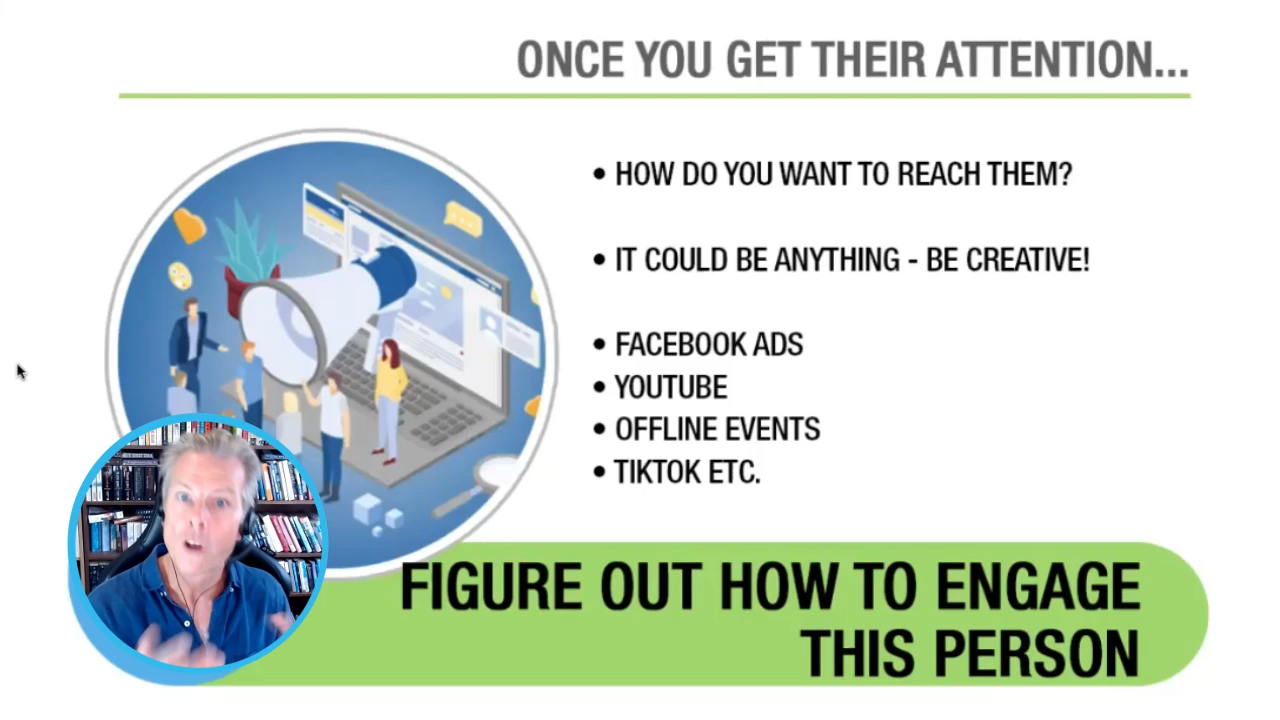 ONCE YOU GET THEIR ATTENTION...
• HOW DO YOU WANT TO REACH THEM?
• IT COULD BE ANYTHING - BE CREATIVE!
• FACEBOOK ADS
• YOUTUBE
• OFFLINE EVENTS
• TIKTOK ETC.
FIGURE OUT HOW TO ENGAGE
THIS PERSON